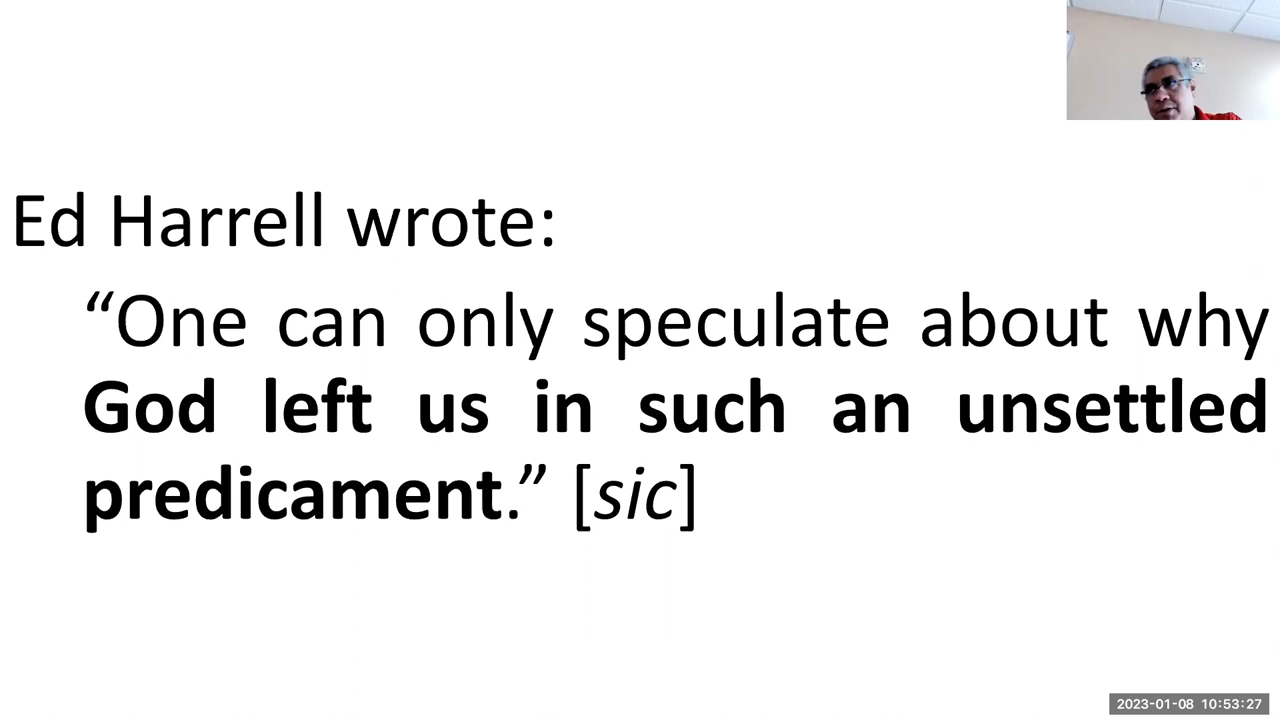 Ed Harrell wrote:
“One can only speculate about why
God left us in such an unsettled
predicament.” [sic]
2023-01-08 10:53:27